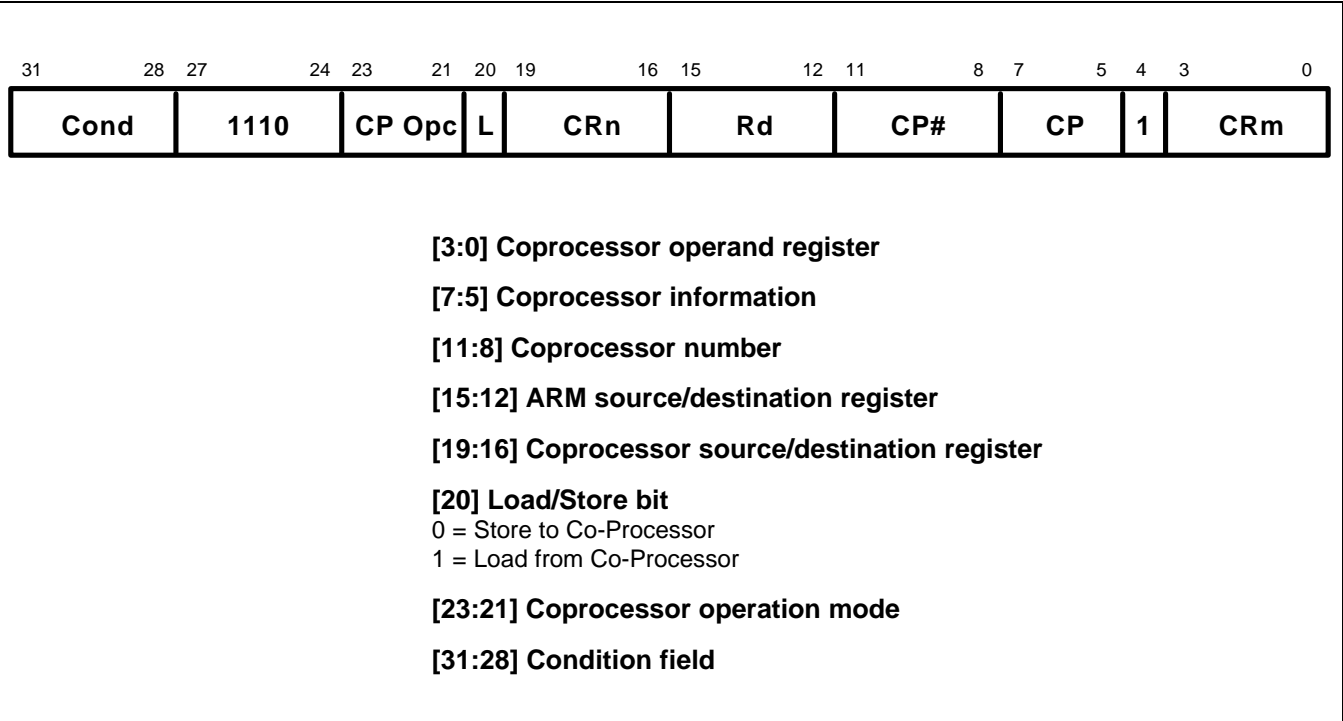 31 28 27 24 23 21 20 19 16 15 12 11 8 7 5 4 3 0
Cond 1110 CP Opc L CRn Rd CP# CP 1 CRm
[3:0] Coprocessor operand register
[7:5] Coprocessor information
[11:8] Coprocessor number
[15:12] ARM source/destination register
[19:16] Coprocessor source/destination register
[20] Load/Store bit
0 = Store to Co-Processor
1 = Load from Co-Processor
[23:21] Coprocessor operation mode
[31:28] Condition field